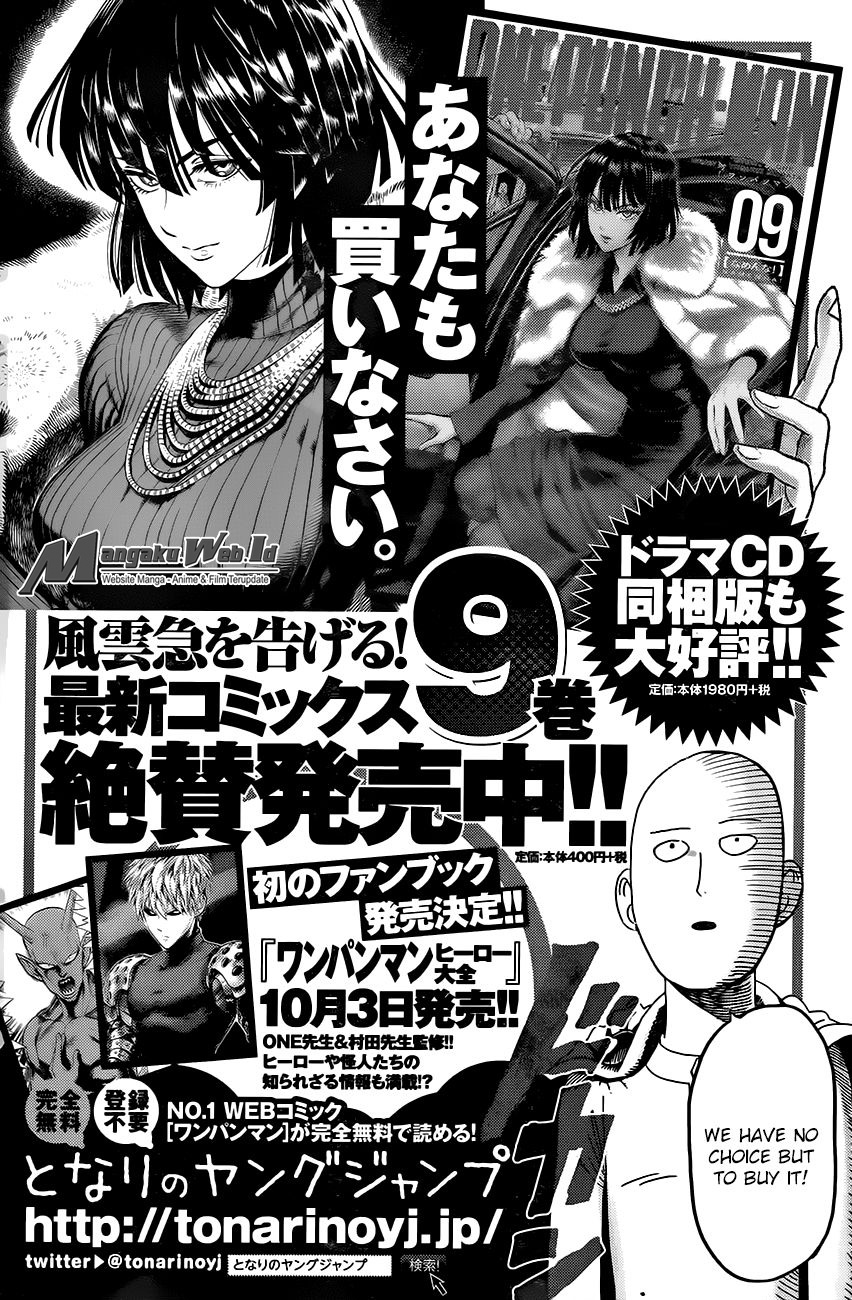 あなたも
買いなさい。
ONEPUNCH-MAN
ワンパンマン
09
Mangaku.Web.Id
Website Manga - Anime & Film Terupdate
ドラマCD
同梱版も
大好評!!
定価:本体1980円+税
風雲急を告げる!
最新コミックス9巻
絶賛発売中!!
定価:本体400円+税
初のファンブック
発売決定!!
『ワンパンマンヒーロー大全』
10月3日発売!!
ONE先生&村田先生監修!!
ヒーローや怪人たちの
知られざる情報も満載!?
完全
無料
登録
不要
NO.1 WEBコミック
[ワンパンマン]が完全無料で読める!
となりのヤングジャンプ
http://tonarinoyj.jp/
twitter▶@tonarinoyj
となりのヤングジャンプ
検索!
WE HAVE NO
CHOICE BUT
TO BUY IT!